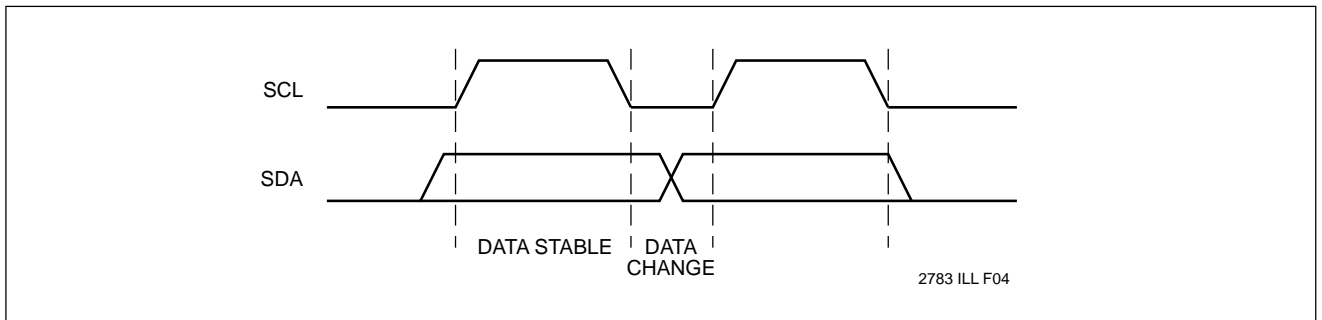 SCL
SDA
DATA STABLE
DATA
CHANGE
2783 ILL F04